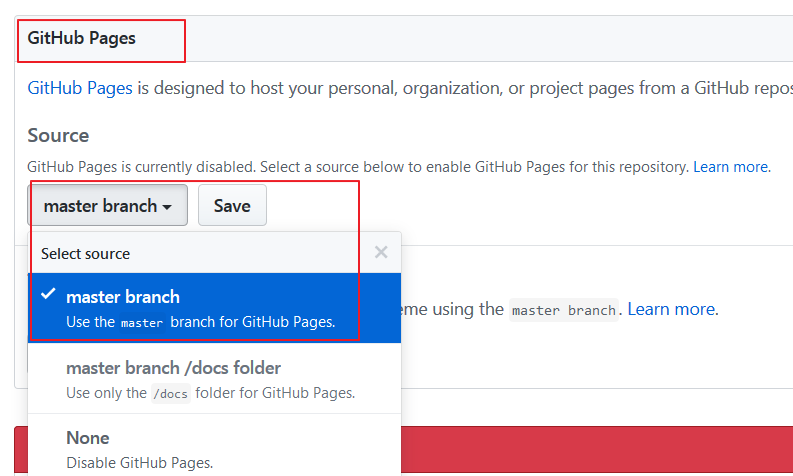 GitHub Pages
GitHub Pages is designed to host your personal, organization, or project pages from a GitHub repos
Source
GitHub Pages is currently disabled. Select a source below to enable GitHub Pages for this repository. Learn more.
master branch Save
Select source
master branch
Use the master branch for GitHub Pages.
eme using the master branch. Learn more.
master branch /docs folder
Use only the /docs folder for GitHub Pages.
None
Disable GitHub Pages.